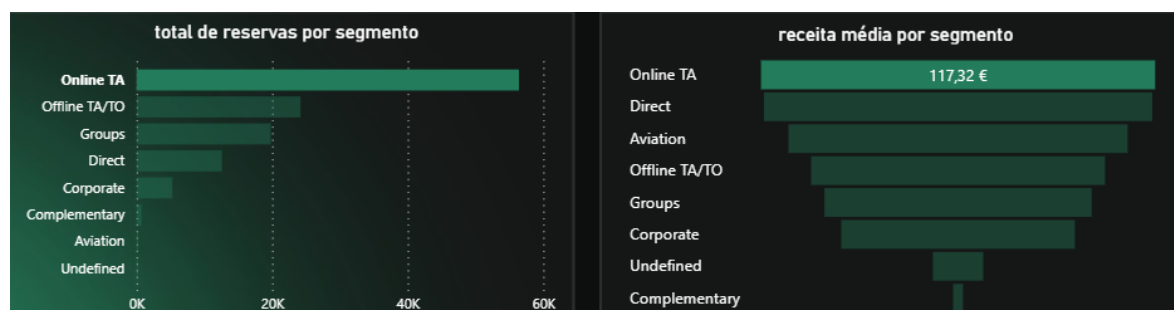 total de reservas por segmento
Online TA
Offline TA/TO
Groups
Direct
Corporate
Complementary
Aviation
Undefined
0K 20K 40K 60K
receita média por segmento
Online TA 117,32 €
Direct
Aviation
Offline TA/TO
Groups
Corporate
Undefined
Complementary